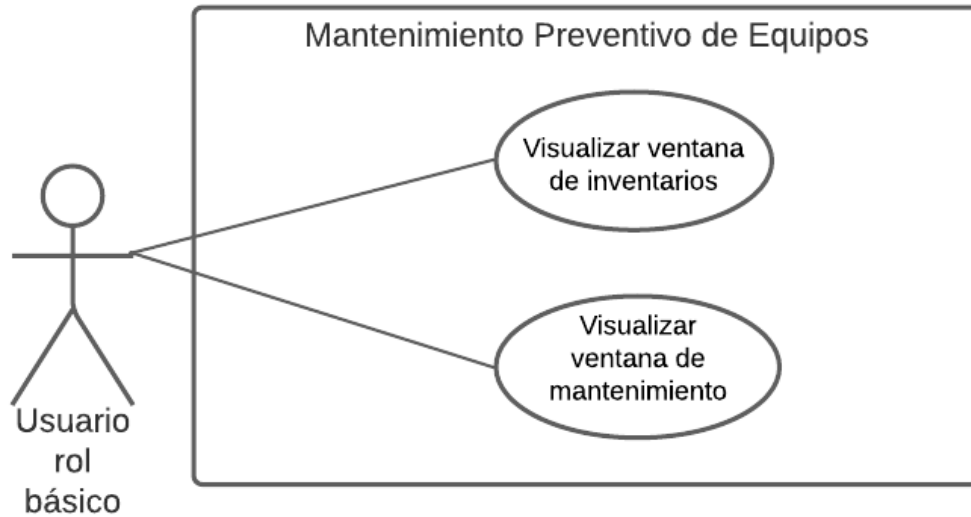 Mantenimiento Preventivo de Equipos
Visualizar ventana
de inventarios
Visualizar
ventana de
mantenimiento
Usuario
rol
básico